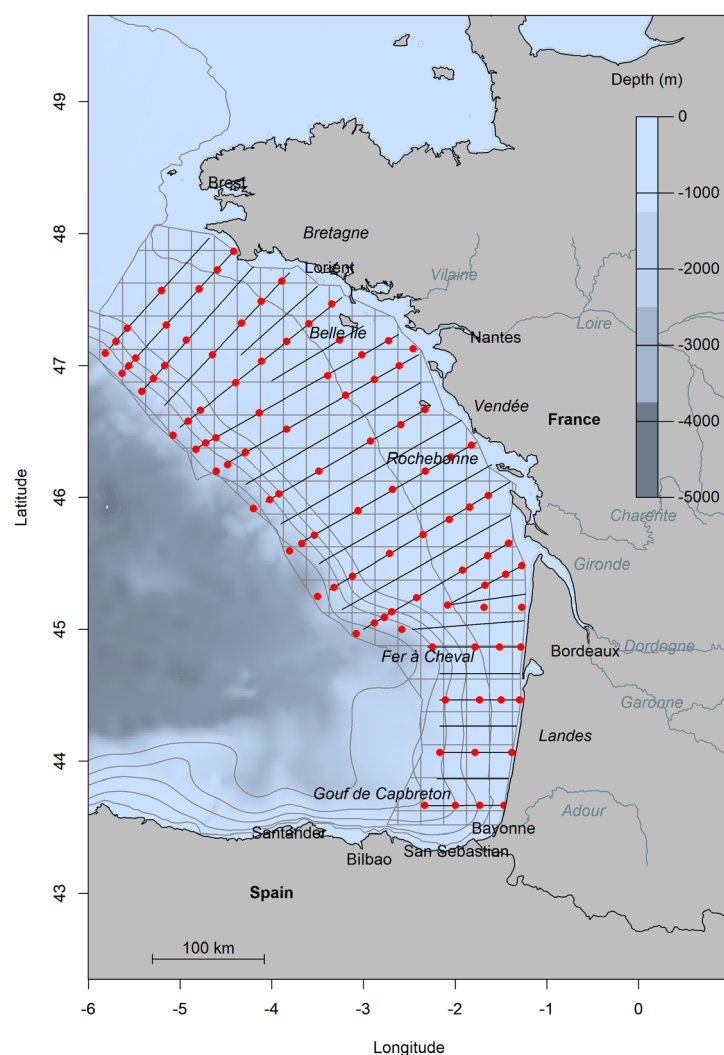 Depth (m)
49
0
Brest
-1000
48
Bretagne
Lorient
Vilaine
-2000
Belle Ile
Nantes
Loire
47
-3000
Vendée
France
-4000
Rochebonne
46
-5000
Charente
Gironde
45
Fer à Cheval
Bordeaux
Dordogne
Garonne
Landes
44
Gouf de Capbreton
Adour
Santander
Bayonne
Bilbao
San Sebastian
43
Spain
100 km
Latitude
-6 -5 -4 -3 -2 -1 0
Longitude